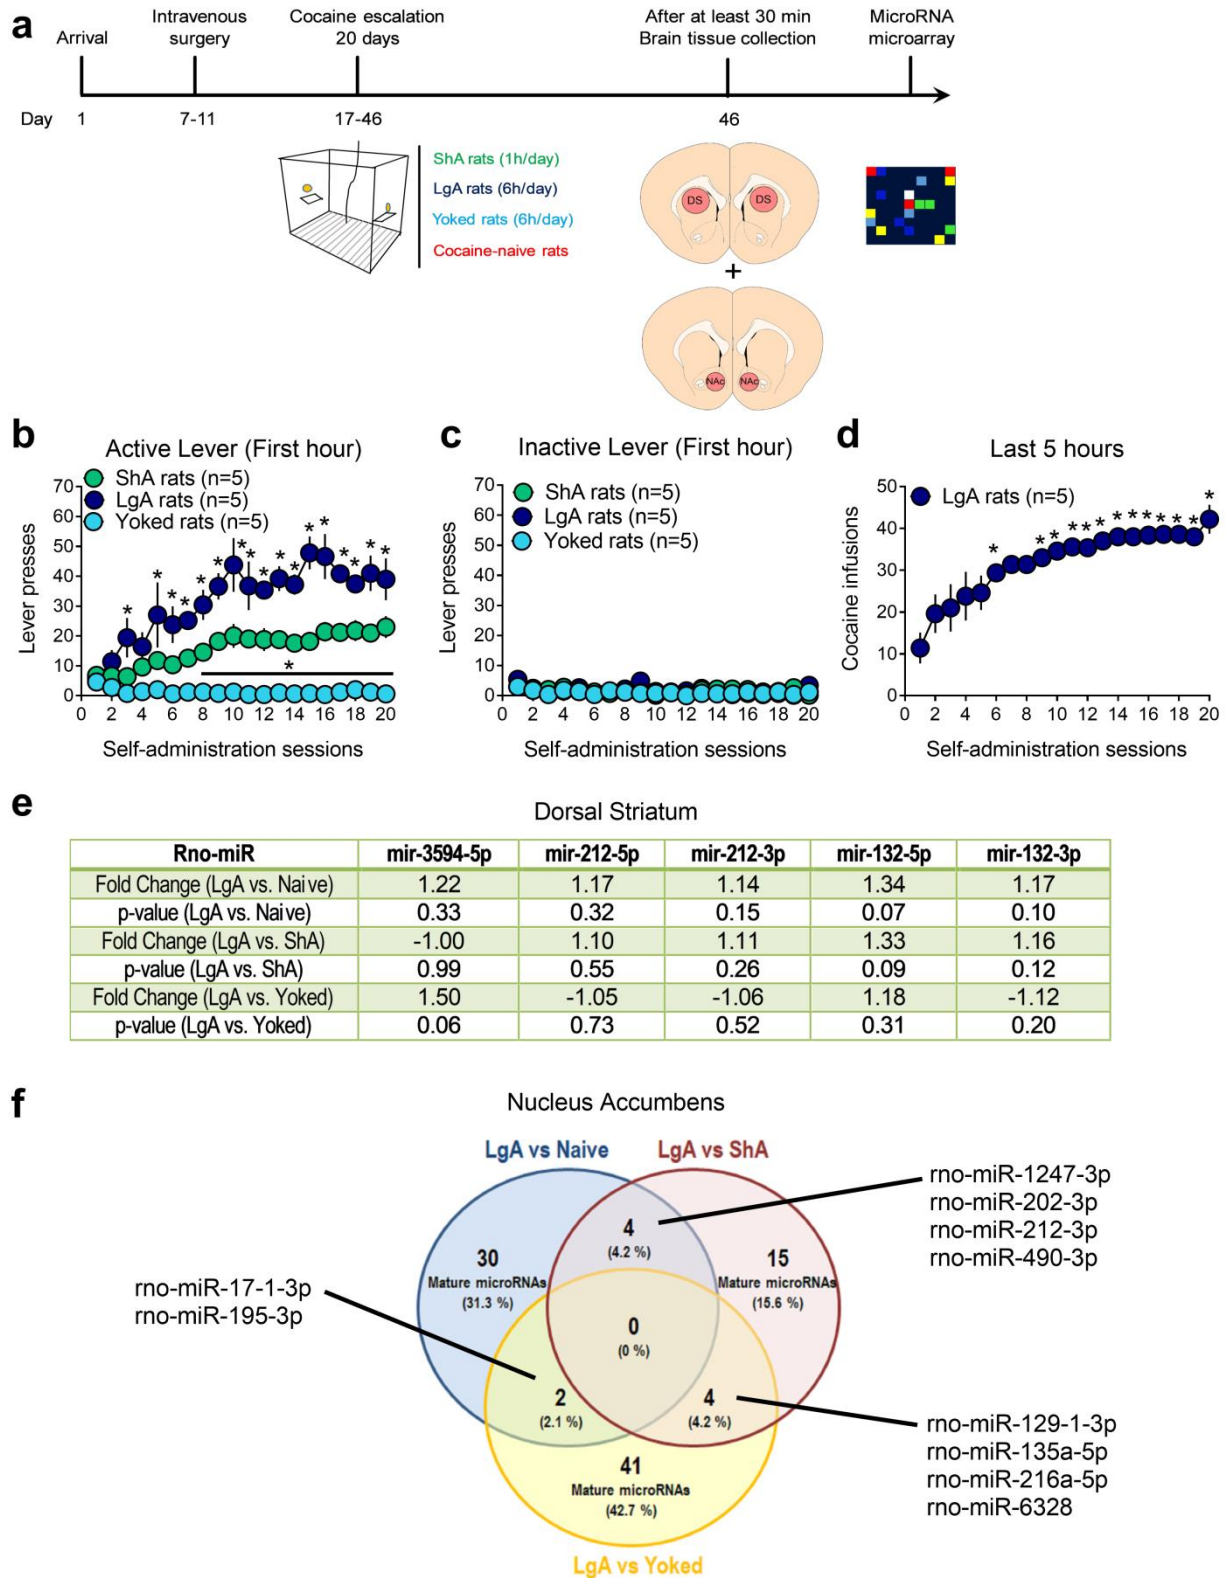 a
Arrival
Intravenous
surgery
Cocaine escalation
20 days
After at least 30 min
Brain tissue collection
MicroRNA
microarray
Day 1 7-11 17-46 46
ShA rats (1h/day)
LgA rats (6h/day)
Yoked rats (6h/day)
Cocaine-naive rats
DS DS
+
NAc NAc
b
Active Lever (First hour)
ShA rats (n=5)
LgA rats (n=5)
Yoked rats (n=5)
Lever presses
70
60
50
40
30
20
10
0
0 2 4 6 8 10 12 14 16 18 20
Self-administration sessions
c
Inactive Lever (First hour)
ShA rats (n=5)
LgA rats (n=5)
Yoked rats (n=5)
Lever presses
70
60
50
40
30
20
10
0
0 2 4 6 8 10 12 14 16 18 20
Self-administration sessions
d
Last 5 hours
LgA rats (n=5)
Cocaine infusions
50
40
30
20
10
0
0 2 4 6 8 10 12 14 16 18 20
Self-administration sessions
e
Dorsal Striatum
Rno-miR mir-3594-5p mir-212-5p mir-212-3p mir-132-5p mir-132-3p
Fold Change (LgA vs. Naive) 1.22 1.17 1.14 1.34 1.17
p-value (LgA vs. Naive) 0.33 0.32 0.15 0.07 0.10
Fold Change (LgA vs. ShA) -1.00 1.10 1.11 1.33 1.16
p-value (LgA vs. ShA) 0.99 0.55 0.26 0.09 0.12
Fold Change (LgA vs. Yoked) 1.50 -1.05 -1.06 1.18 -1.12
p-value (LgA vs. Yoked) 0.06 0.73 0.52 0.31 0.20
f
Nucleus Accumbens
LgA vs Naive
LgA vs ShA
rno-miR-1247-3p
rno-miR-202-3p
rno-miR-212-3p
rno-miR-490-3p
4
(4.2 %)
30
Mature microRNAs
(31.3 %)
15
Mature microRNAs
(15.6 %)
rno-miR-17-1-3p
rno-miR-195-3p
0
(0 %)
2
(2.1 %)
4
(4.2 %)
rno-miR-129-1-3p
rno-miR-135a-5p
rno-miR-216a-5p
rno-miR-6328
41
Mature microRNAs
(42.7 %)
LgA vs Yoked